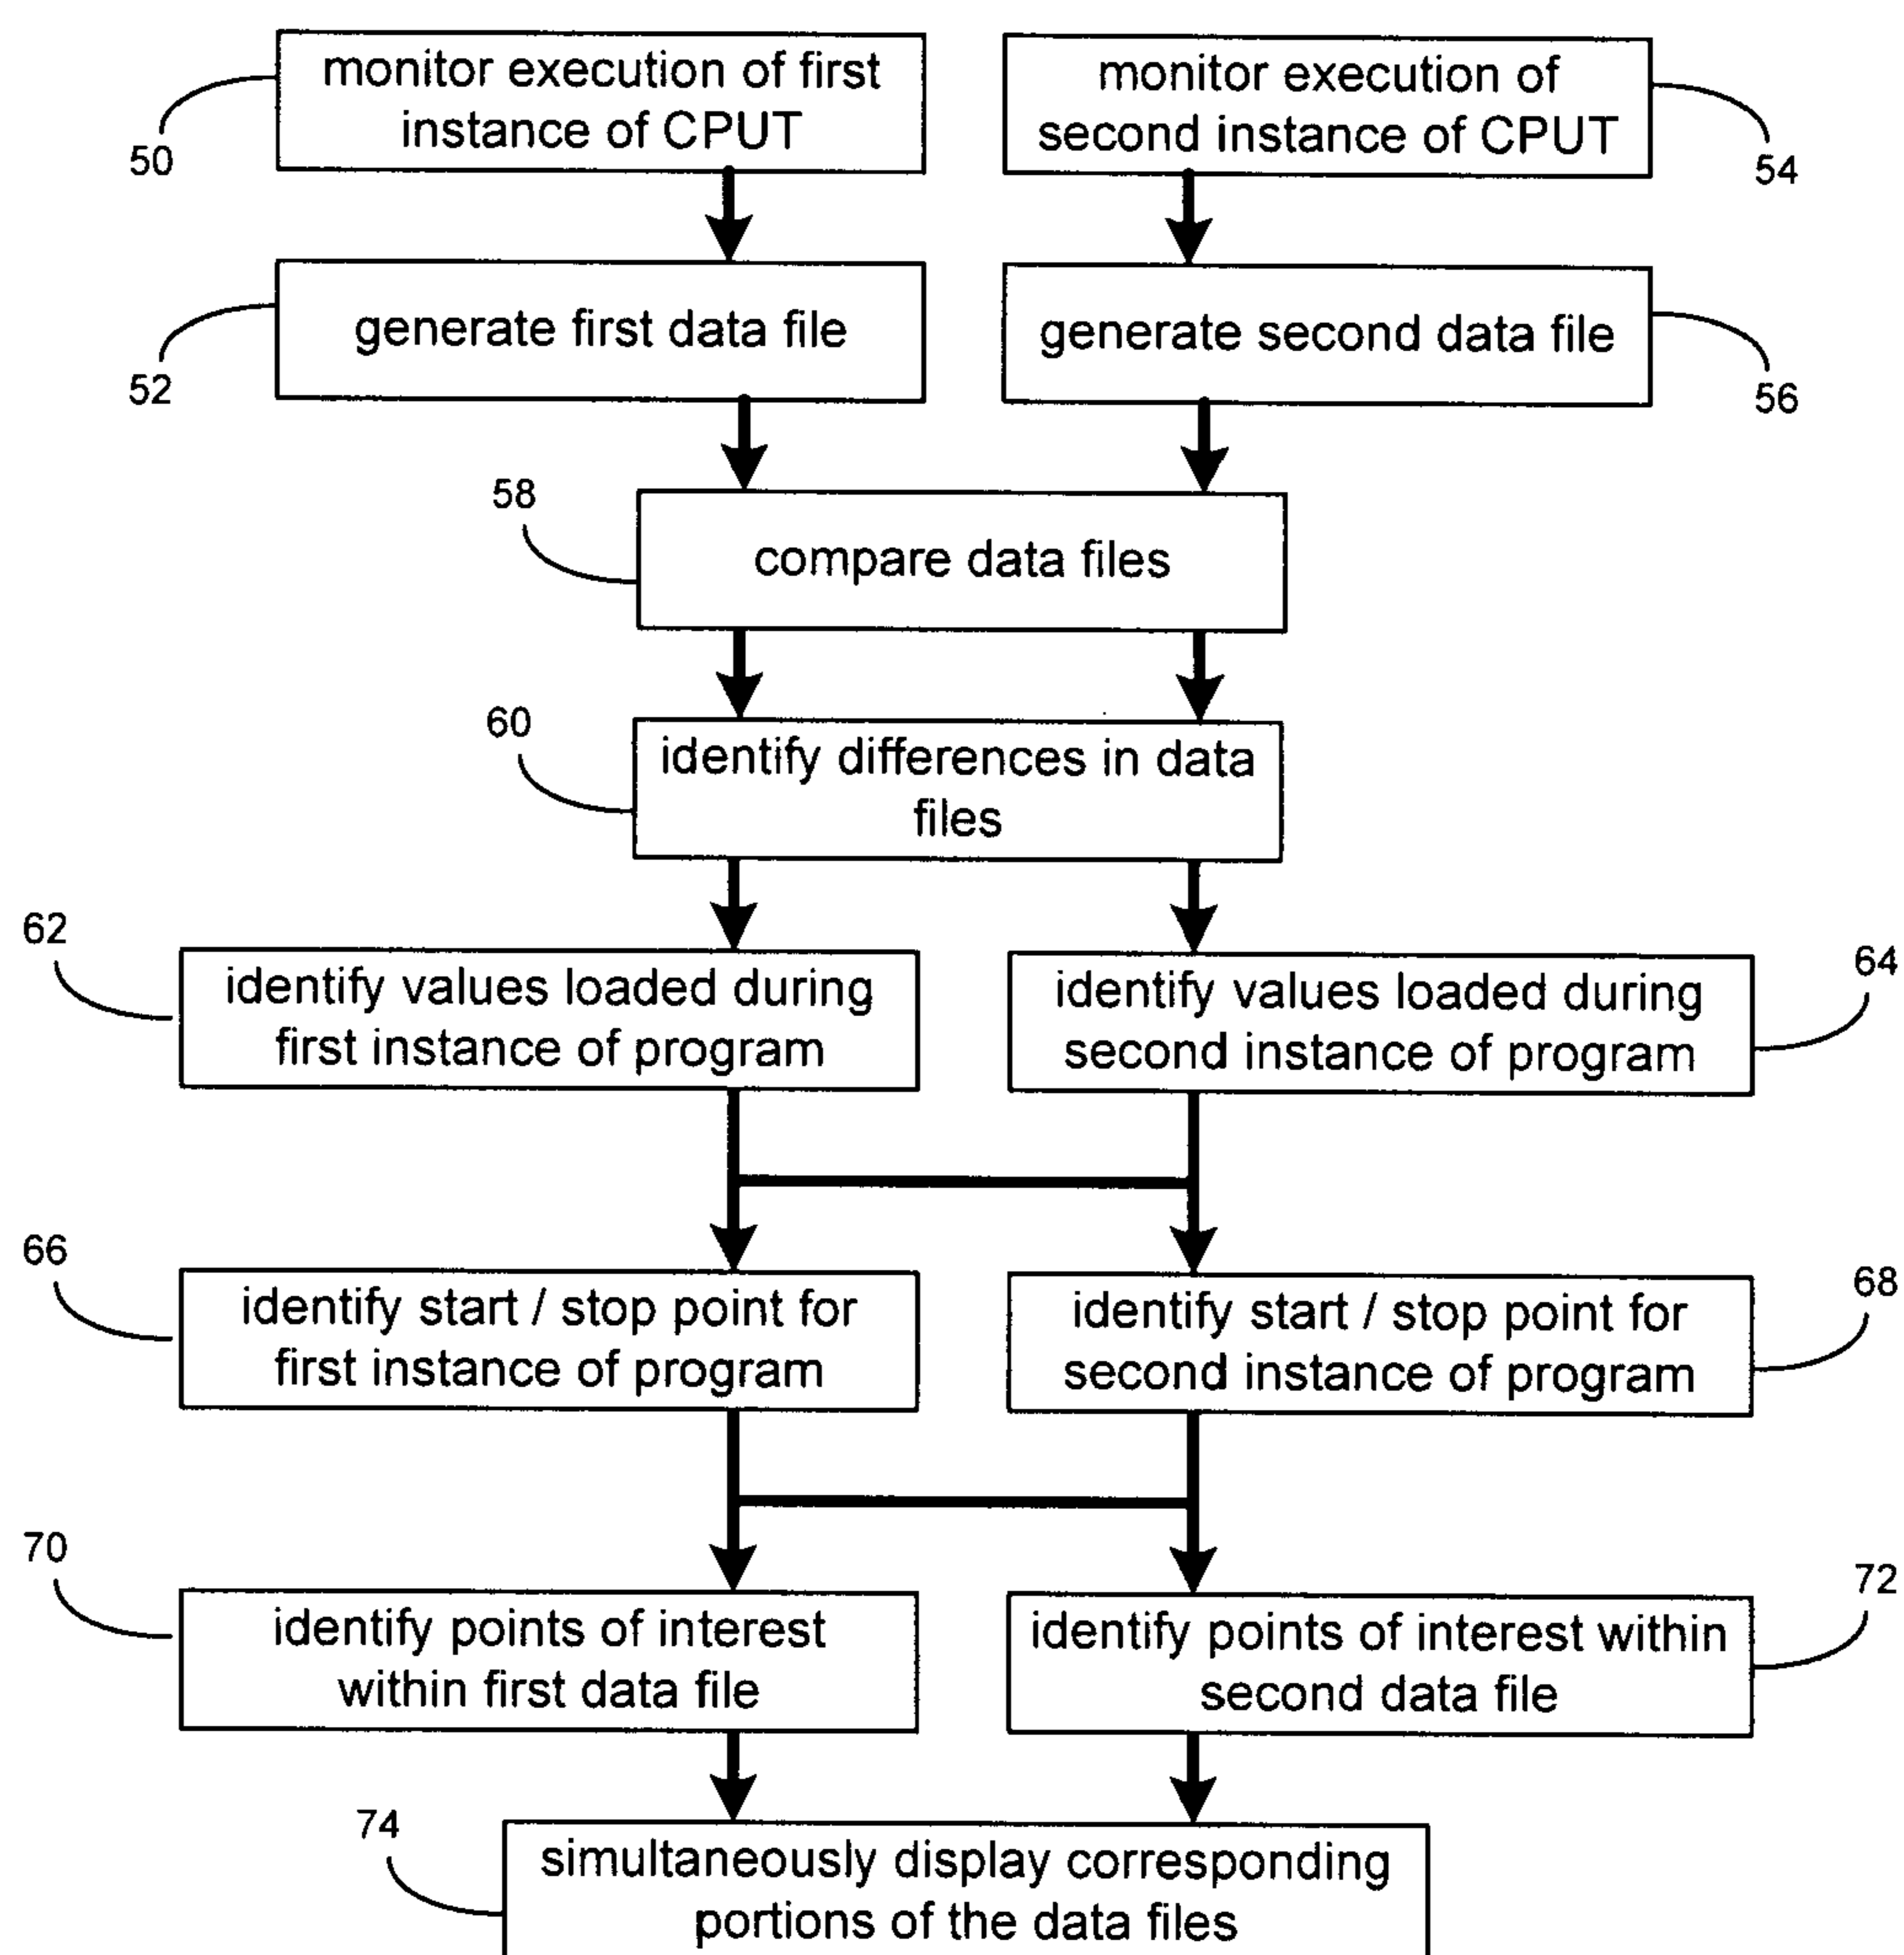 monitor execution of first
instance of CPUT
50
monitor execution of
second instance of CPUT
54
generate first data file
52
generate second data file
56
58
compare data files
60
identify differences in data
files
62
identify values loaded during
first instance of program
identify values loaded during
second instance of program
64
66
identify start / stop point for
first instance of program
identify start / stop point for
second instance of program
68
70
identify points of interest
within first data file
identify points of interest within
second data file
72
74
simultaneously display corresponding
portions of the data files